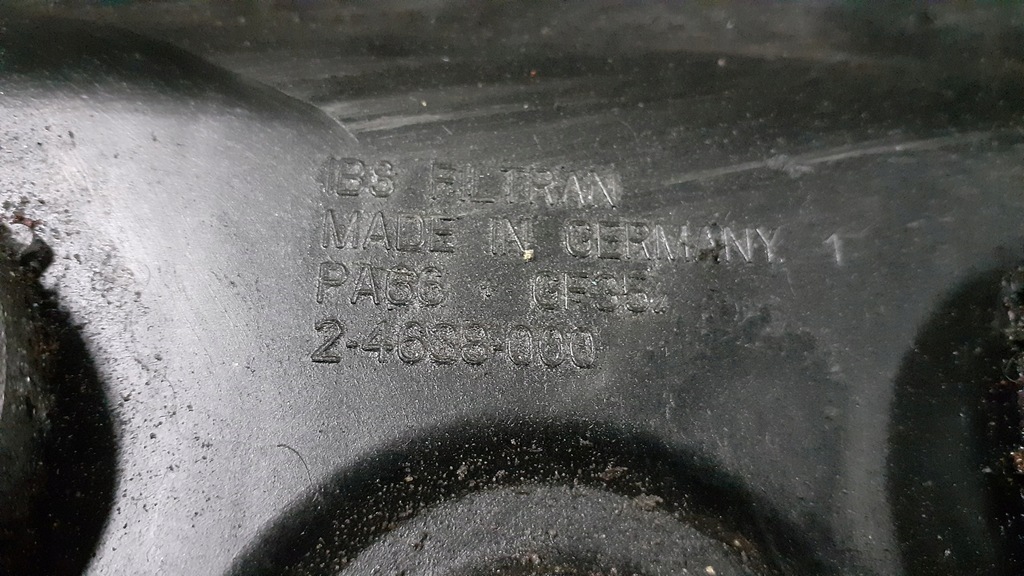 IBS FILTRAN
MADE IN GERMANY 1
PA66 · GF35
2-4638-000